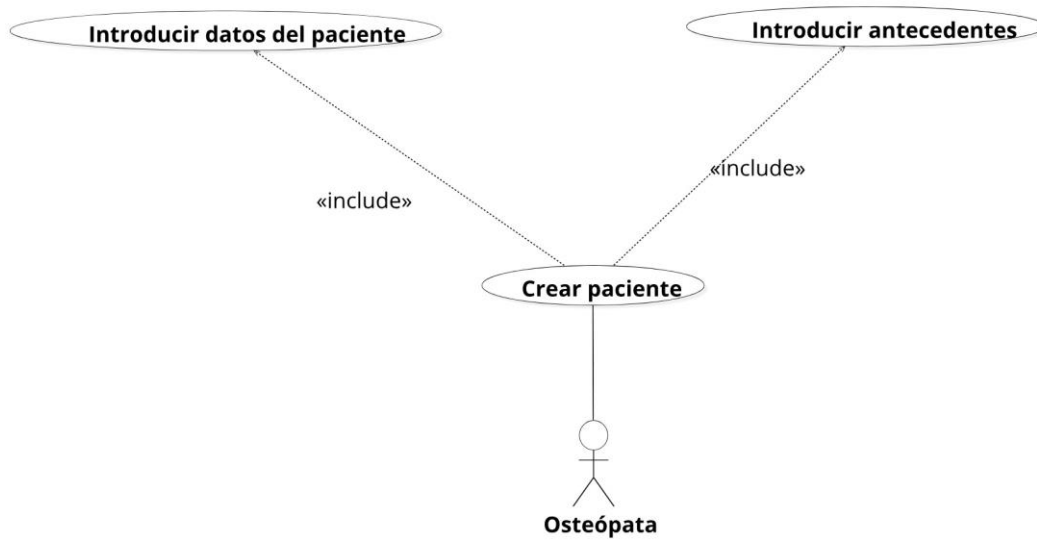 Introducir datos del paciente
Introducir antecedentes
«include»
«include»
Crear paciente
Osteópata